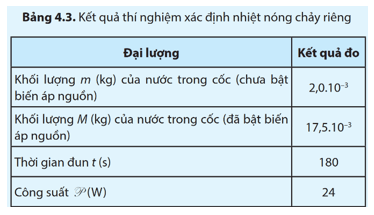 Bảng 4.3. Kết quả thí nghiệm xác định nhiệt nóng chảy riêng
Đại lượng Kết quả đo
Khối lượng m (kg) của nước trong cốc (chưa bật
biến áp nguồn) 2,0.10⁻³
Khối lượng M (kg) của nước trong cốc (đã bật biến
áp nguồn) 17,5.10⁻³
Thời gian đun t (s) 180
Công suất 𝒫 (W) 24